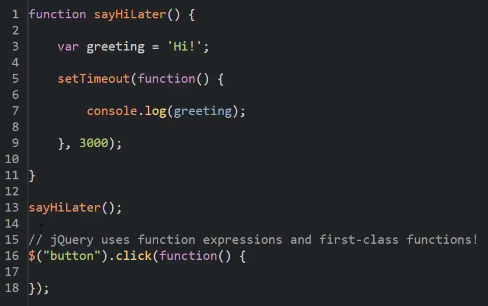 1 function sayHiLater() {
2
3 var greeting = 'Hi!';
4
5 setTimeout(function() {
6
7 console.log(greeting);
8
9 }, 3000);
10
11 }
12
13 sayHiLater();
14
15 // jQuery uses function expressions and first-class functions!
16 $("button").click(function() {
17
18 });